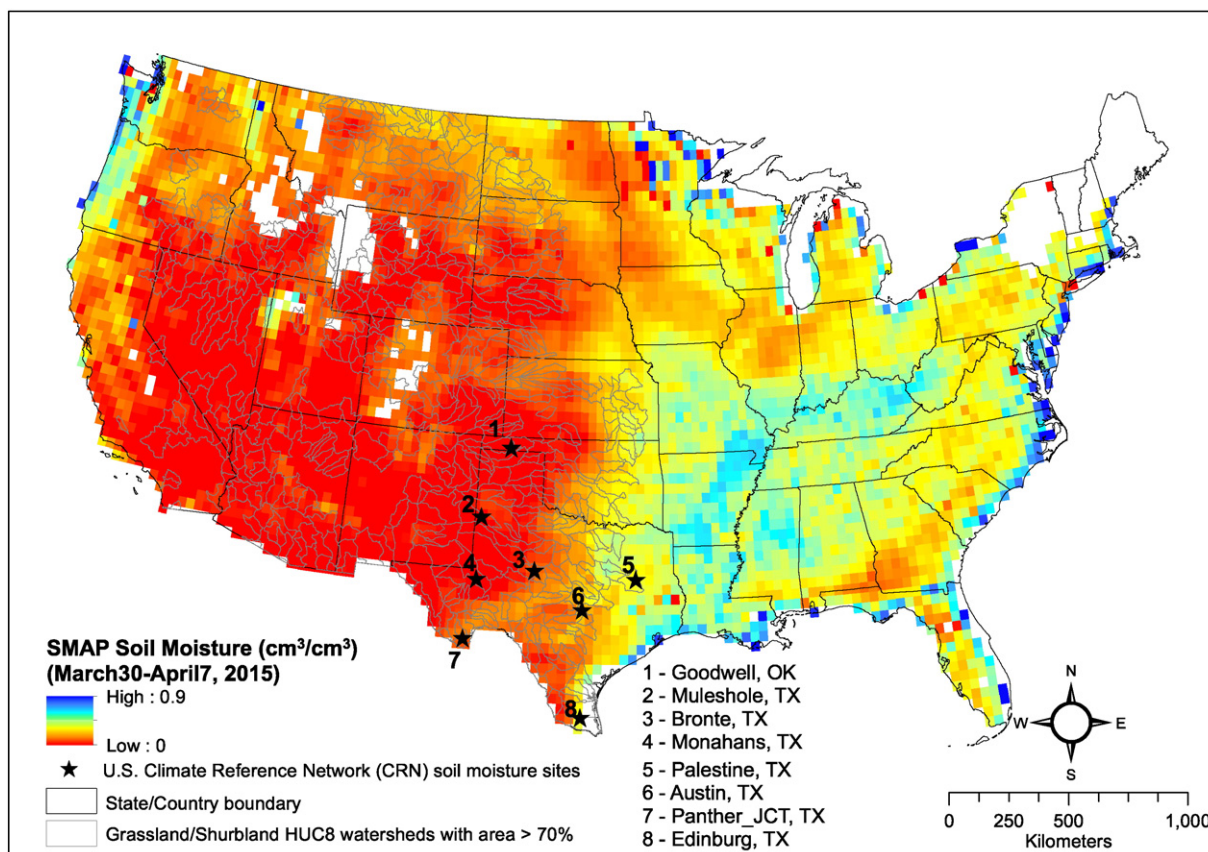 1
2
3
4
5
6
7
8
SMAP Soil Moisture (cm³/cm³)
(March30-April7, 2015)
High : 0.9
Low : 0
U.S. Climate Reference Network (CRN) soil moisture sites
State/Country boundary
Grassland/Shurbland HUC8 watersheds with area > 70%
1 - Goodwell, OK
2 - Muleshole, TX
3 - Bronte, TX
4 - Monahans, TX
5 - Palestine, TX
6 - Austin, TX
7 - Panther_JCT, TX
8 - Edinburg, TX
N
W E
S
0 250 500 1,000
Kilometers